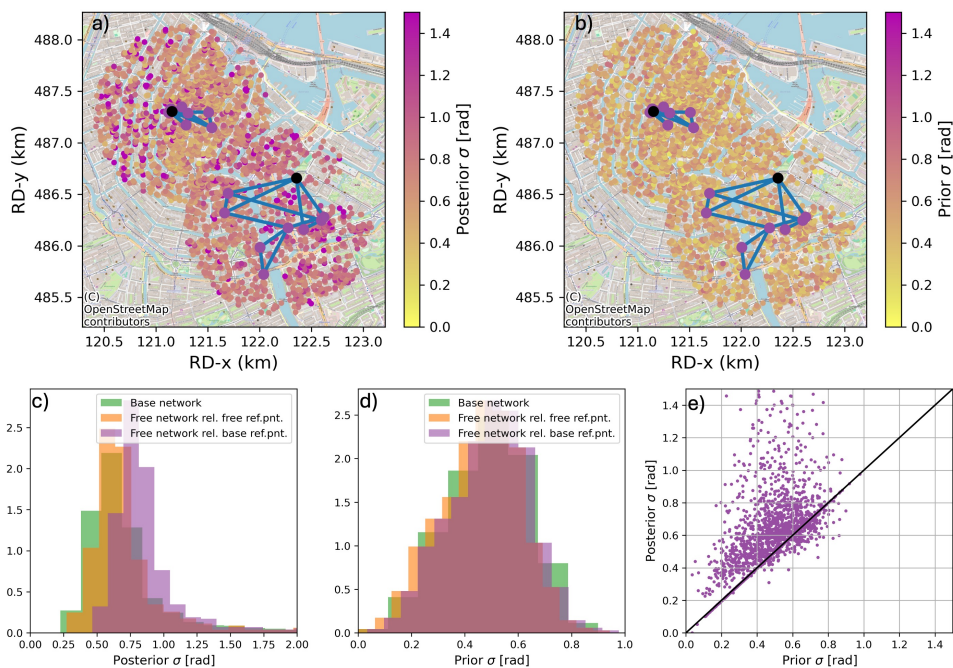 a)
488.0
487.5
487.0
486.5
486.0
485.5
RD-y (km)
120.5 121.0 121.5 122.0 122.5 123.0
RD-x (km)
(C)
OpenStreetMap
contributors
1.4
1.2
1.0
0.8
0.6
0.4
0.2
0.0
Posterior σ [rad]
b)
488.0
487.5
487.0
486.5
486.0
485.5
RD-y (km)
120.5 121.0 121.5 122.0 122.5 123.0
RD-x (km)
(C)
OpenStreetMap
contributors
1.4
1.2
1.0
0.8
0.6
0.4
0.2
0.0
Prior σ [rad]
c)
Base network
Free network rel. free ref.pnt.
Free network rel. base ref.pnt.
2.5
2.0
1.5
1.0
0.5
0.0
0.00 0.25 0.50 0.75 1.00 1.25 1.50 1.75 2.00
Posterior σ [rad]
d)
Base network
Free network rel. free ref.pnt.
Free network rel. base ref.pnt.
2.5
2.0
1.5
1.0
0.5
0.0
0.0 0.2 0.4 0.6 0.8 1.0
Prior σ [rad]
e)
1.4
1.2
1.0
0.8
0.6
0.4
0.2
0.0
Posterior σ [rad]
0.0 0.2 0.4 0.6 0.8 1.0 1.2 1.4
Prior σ [rad]